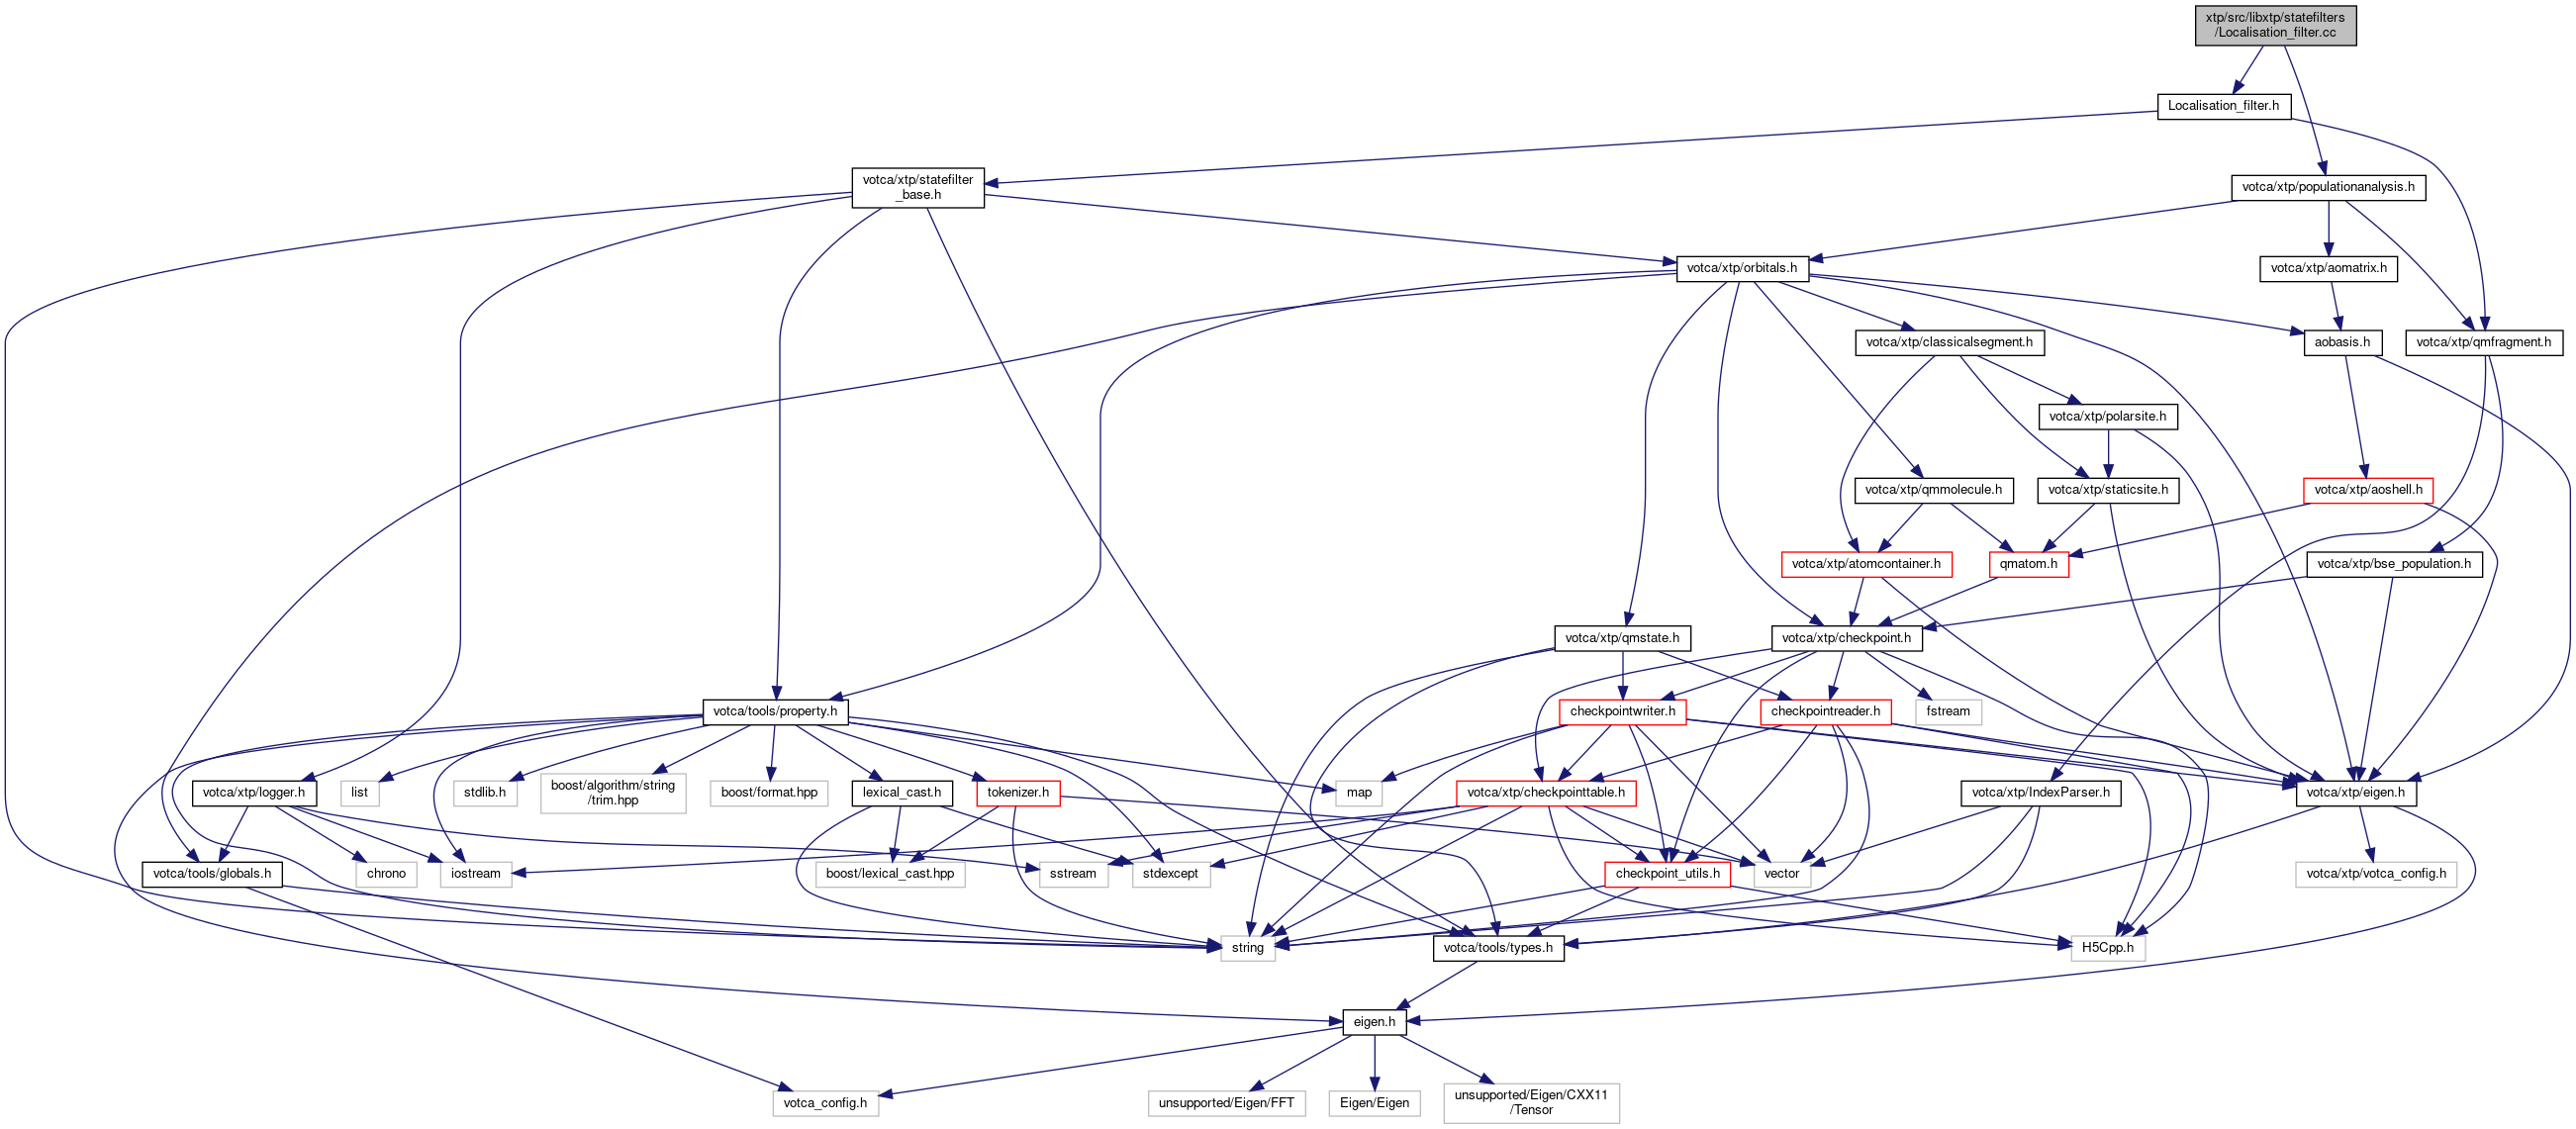 xtp/src/libxtp/statefilters
/Localisation_filter.cc
Localisation_filter.h
votca/xtp/statefilter
_base.h
votca/xtp/populationanalysis.h
votca/xtp/orbitals.h
votca/xtp/aomatrix.h
votca/xtp/classicalsegment.h
aobasis.h
votca/xtp/qmfragment.h
votca/xtp/polarsite.h
votca/xtp/qmmolecule.h
votca/xtp/staticsite.h
votca/xtp/aoshell.h
votca/xtp/atomcontainer.h
qmatom.h
votca/xtp/bse_population.h
votca/xtp/qmstate.h
votca/xtp/checkpoint.h
votca/tools/property.h
checkpointwriter.h
checkpointreader.h
fstream
votca/xtp/logger.h
list
stdlib.h
boost/algorithm/string
/trim.hpp
boost/format.hpp
lexical_cast.h
tokenizer.h
map
votca/xtp/checkpointtable.h
votca/xtp/IndexParser.h
votca/xtp/eigen.h
votca/tools/globals.h
chrono
iostream
boost/lexical_cast.hpp
sstream
stdexcept
checkpoint_utils.h
vector
votca/xtp/votca_config.h
string
votca/tools/types.h
H5Cpp.h
eigen.h
votca_config.h
unsupported/Eigen/FFT
Eigen/Eigen
unsupported/Eigen/CXX11
/Tensor